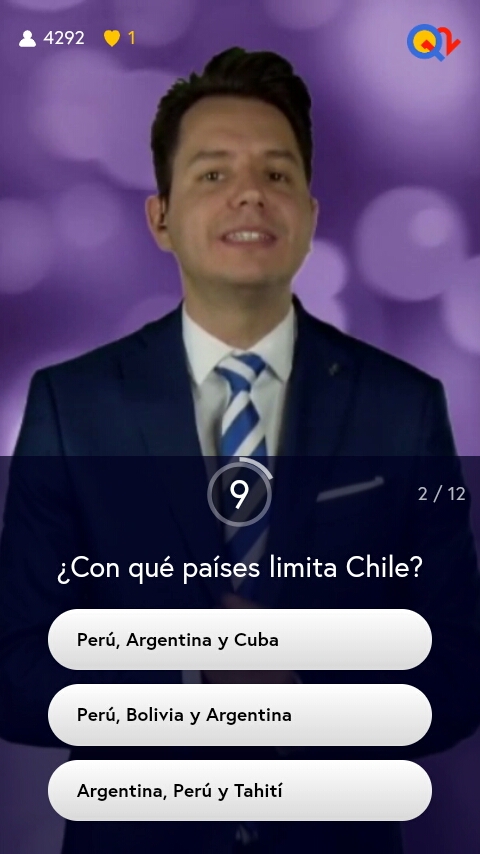 4292 1
9
2 / 12
¿Con qué países limita Chile?
Perú, Argentina y Cuba
Perú, Bolivia y Argentina
Argentina, Perú y Tahití